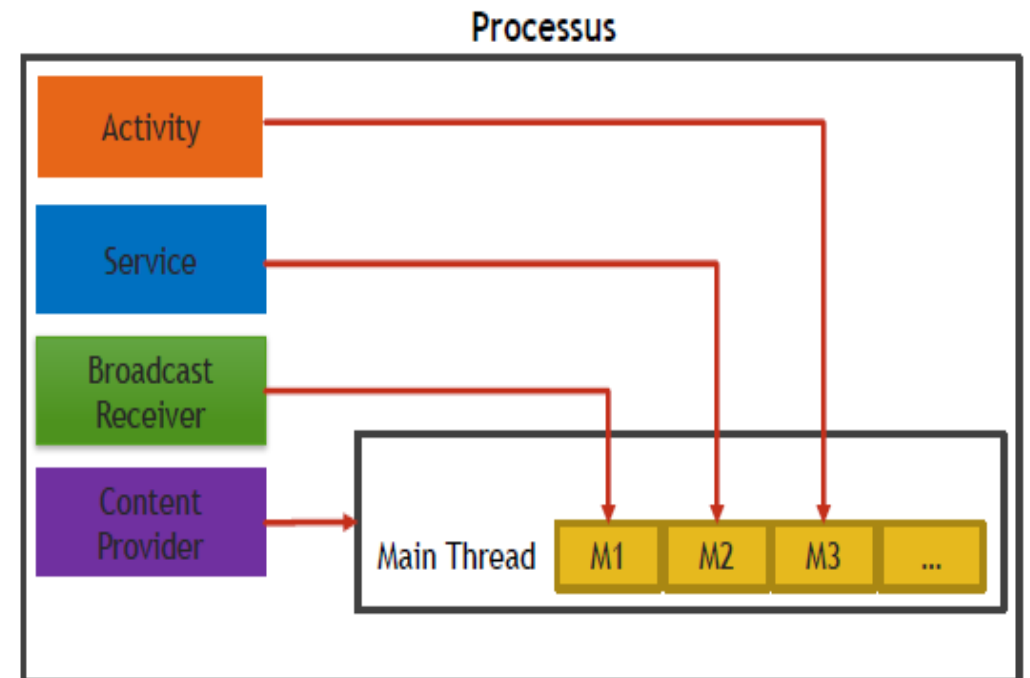 Processus
Activity
Service
Broadcast
Receiver
Content
Provider
Main Thread M1 M2 M3 ...